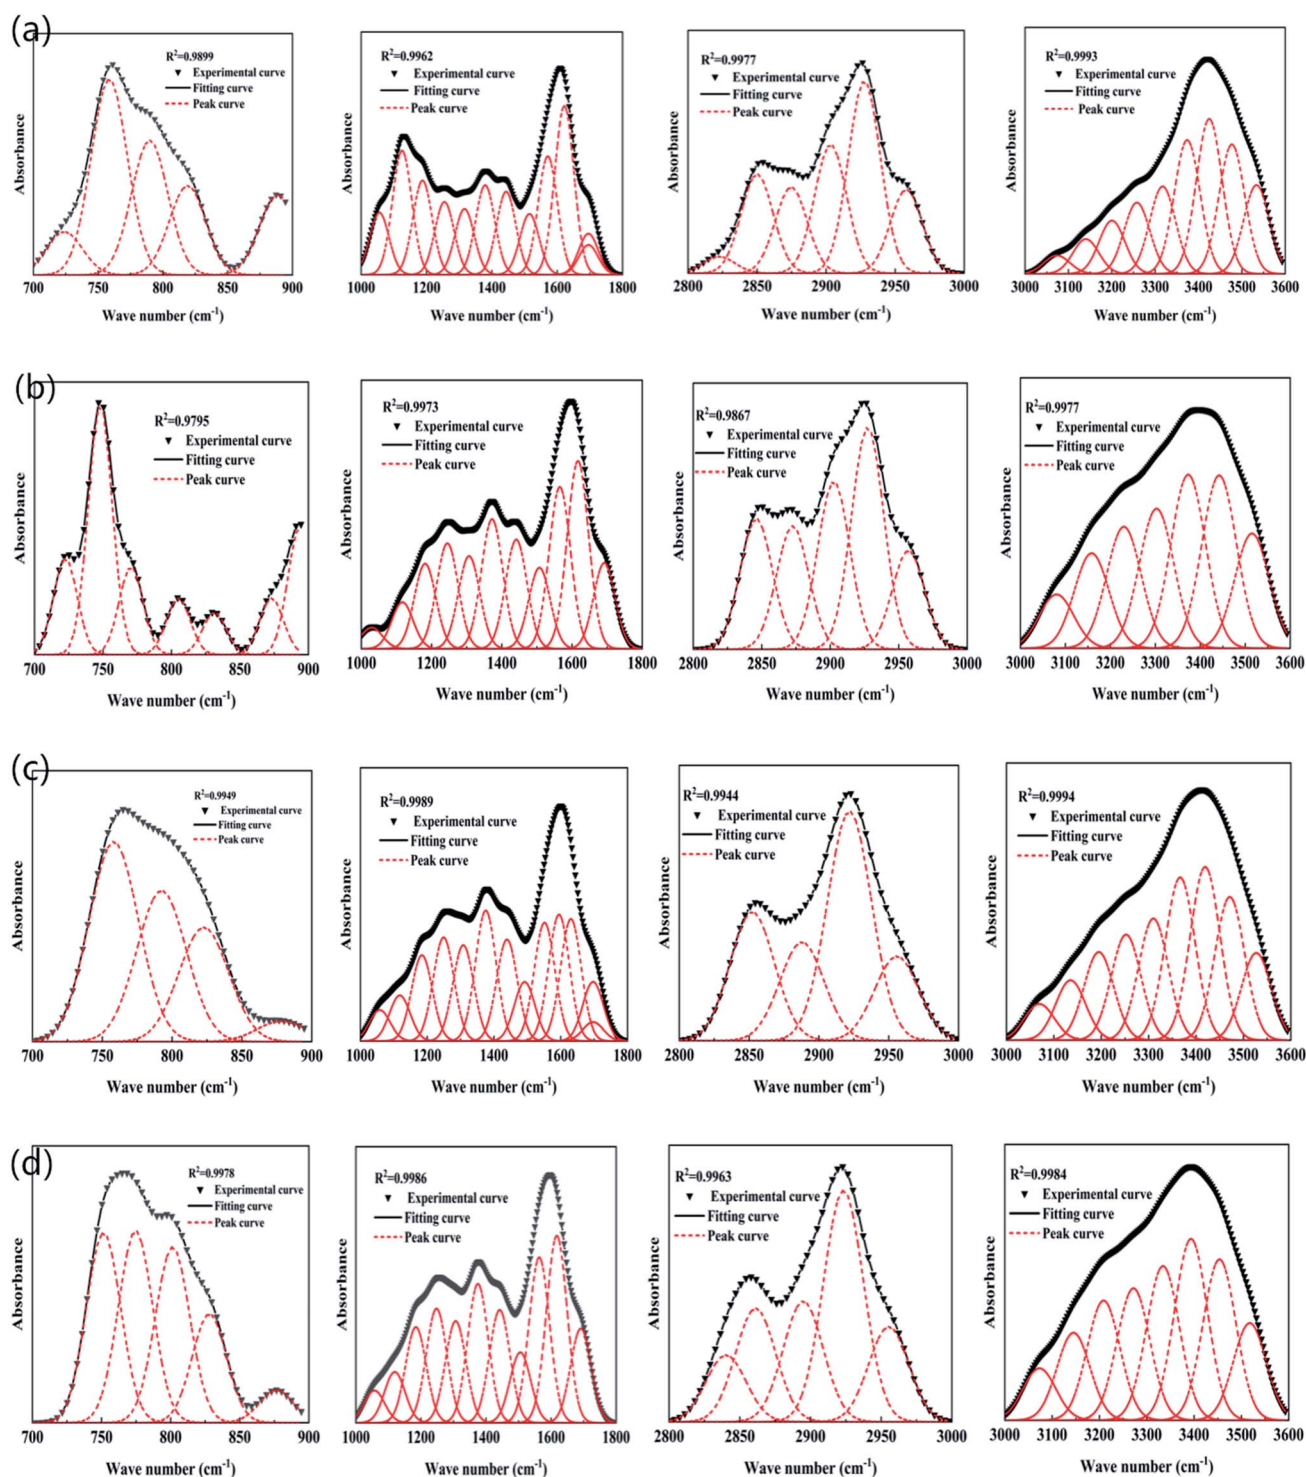 (a)
R²=0.9899
Experimental curve
Fitting curve
Peak curve
Absorbance
700 750 800 850 900
Wave number (cm⁻¹)
R²=0.9962
Experimental curve
Fitting curve
Peak curve
Absorbance
1000 1200 1400 1600 1800
Wave number (cm⁻¹)
R²=0.9977
Experimental curve
Fitting curve
Peak curve
Absorbance
2800 2850 2900 2950 3000
Wave number (cm⁻¹)
R²=0.9993
Experimental curve
Fitting curve
Peak curve
Absorbance
3000 3100 3200 3300 3400 3500 3600
Wave number (cm⁻¹)
(b)
R²=0.9795
Experimental curve
Fitting curve
Peak curve
Absorbance
700 750 800 850 900
Wave number (cm⁻¹)
R²=0.9973
Experimental curve
Fitting curve
Peak curve
Absorbance
1000 1200 1400 1600 1800
Wave number (cm⁻¹)
R²=0.9867
Experimental curve
Fitting curve
Peak curve
Absorbance
2800 2850 2900 2950 3000
Wave number (cm⁻¹)
R²=0.9977
Experimental curve
Fitting curve
Peak curve
Absorbance
3000 3100 3200 3300 3400 3500 3600
Wave number (cm⁻¹)
(c)
R²=0.9949
Experimental curve
Fitting curve
Peak curve
Absorbance
700 750 800 850 900
Wave number (cm⁻¹)
R²=0.9989
Experimental curve
Fitting curve
Peak curve
Absorbance
1000 1200 1400 1600 1800
Wave number (cm⁻¹)
R²=0.9944
Experimental curve
Fitting curve
Peak curve
Absorbance
2800 2850 2900 2950 3000
Wave number (cm⁻¹)
R²=0.9994
Experimental curve
Fitting curve
Peak curve
Absorbance
3000 3100 3200 3300 3400 3500 3600
Wave number (cm⁻¹)
(d)
R²=0.9978
Experimental curve
Fitting curve
Peak curve
Absorbance
700 750 800 850 900
Wave number (cm⁻¹)
R²=0.9986
Experimental curve
Fitting curve
Peak curve
Absorbance
1000 1200 1400 1600 1800
Wave number (cm⁻¹)
R²=0.9963
Experimental curve
Fitting curve
Peak curve
Absorbance
2800 2850 2900 2950 3000
Wave number (cm⁻¹)
R²=0.9984
Experimental curve
Fitting curve
Peak curve
Absorbance
3000 3100 3200 3300 3400 3500 3600
Wave number (cm⁻¹)